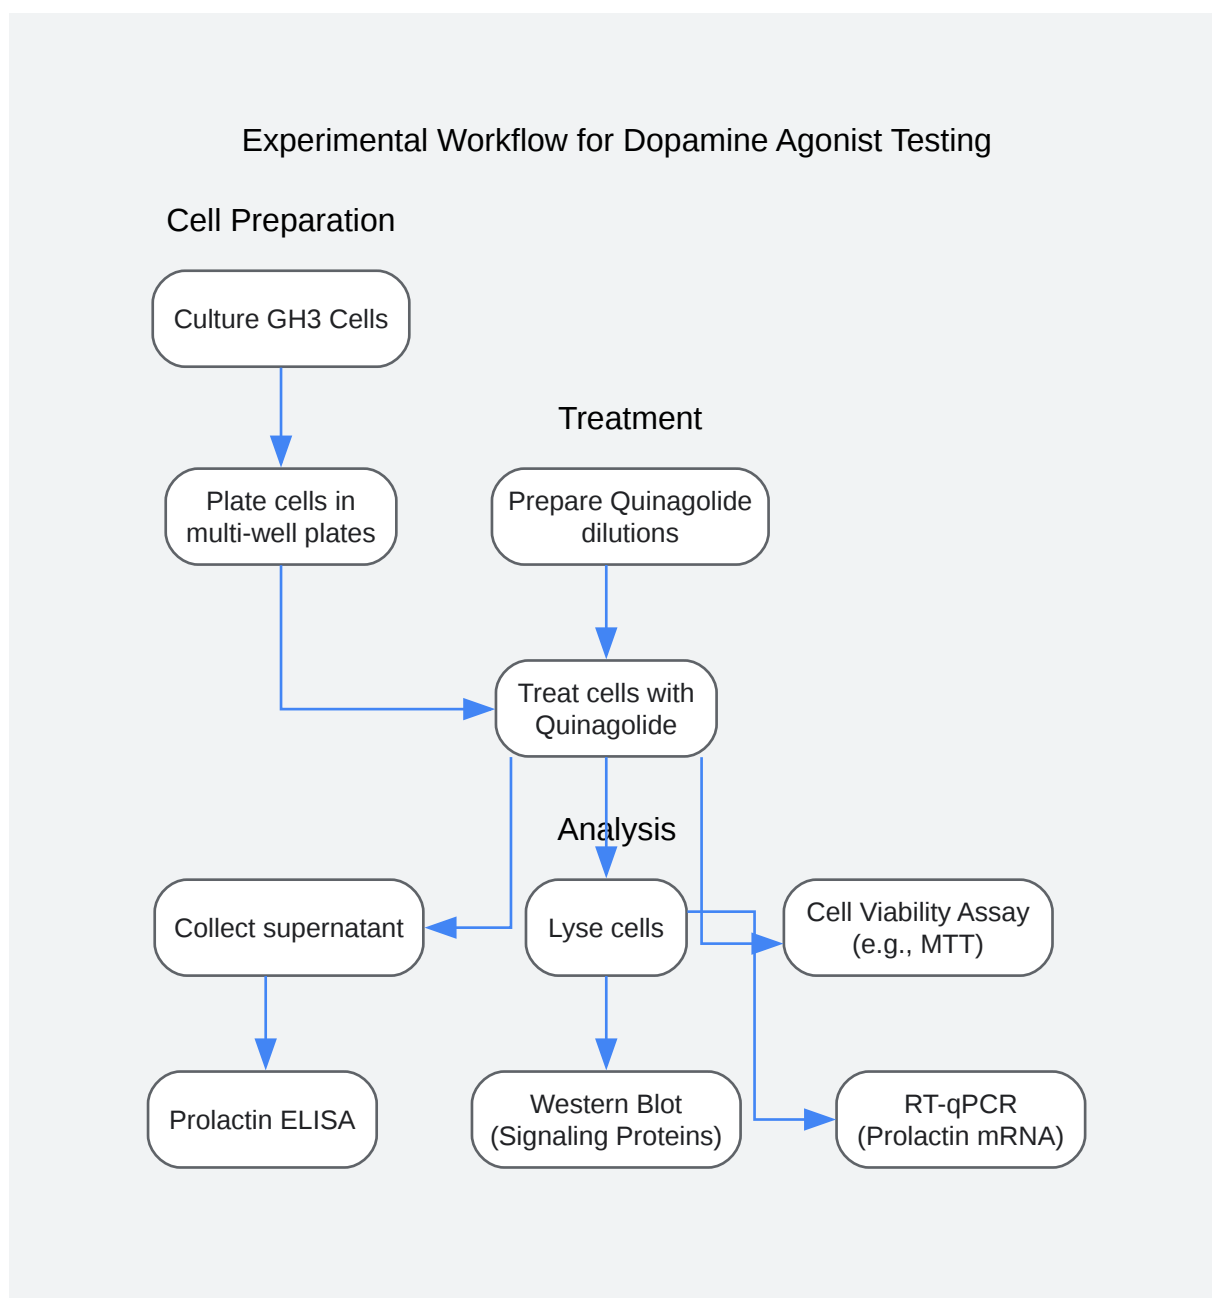 Experimental Workflow for Dopamine Agonist Testing
Cell Preparation
Culture GH3 Cells
Treatment
Plate cells in
multi-well plates
Prepare Quinagolide
dilutions
Treat cells with
Quinagolide
Analysis
Collect supernatant
Lyse cells
Cell Viability Assay
(e.g., MTT)
Prolactin ELISA
Western Blot
(Signaling Proteins)
RT-qPCR
(Prolactin mRNA)